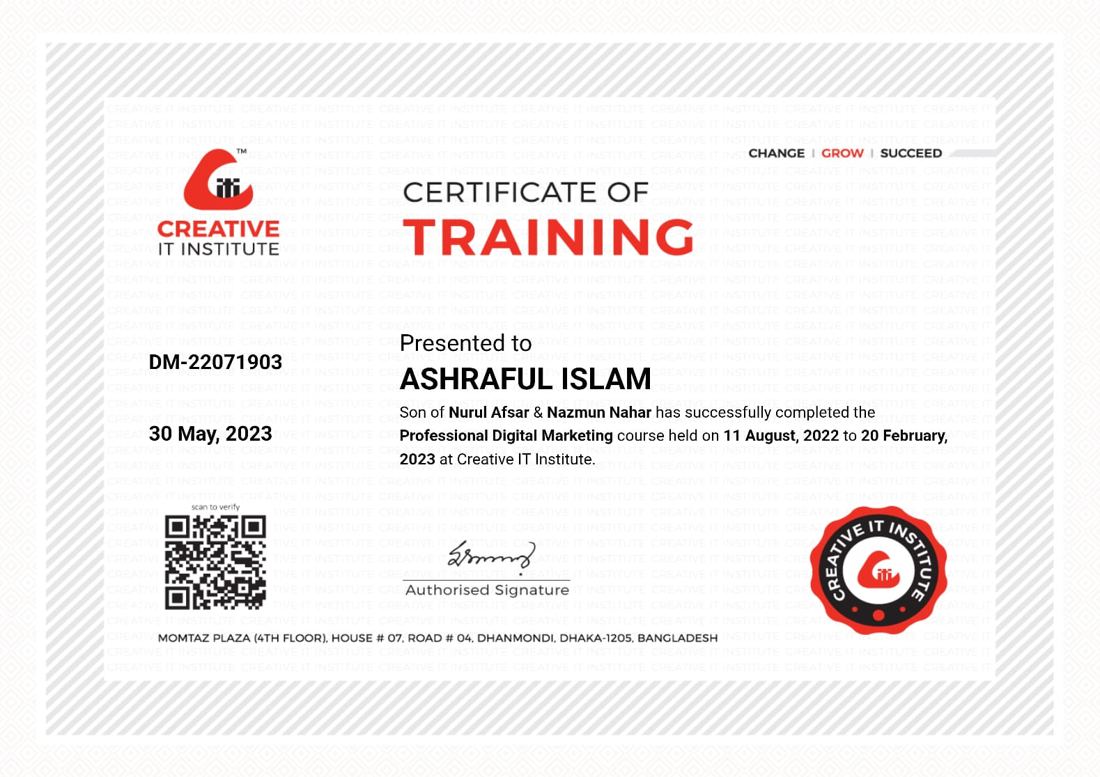 CHANGE | GROW | SUCCEED
iti
TM
CREATIVE
IT INSTITUTE
CERTIFICATE OF
TRAINING
DM-22071903
30 May, 2023
Presented to
ASHRAFUL ISLAM
Son of Nurul Afsar & Nazmun Nahar has successfully completed the
Professional Digital Marketing course held on 11 August, 2022 to 20 February,
2023 at Creative IT Institute.
scan to verify
Authorised Signature
CREATIVE IT INSTITUTE
iti
MOMTAZ PLAZA (4TH FLOOR), HOUSE # 07, ROAD # 04, DHANMONDI, DHAKA-1205, BANGLADESH